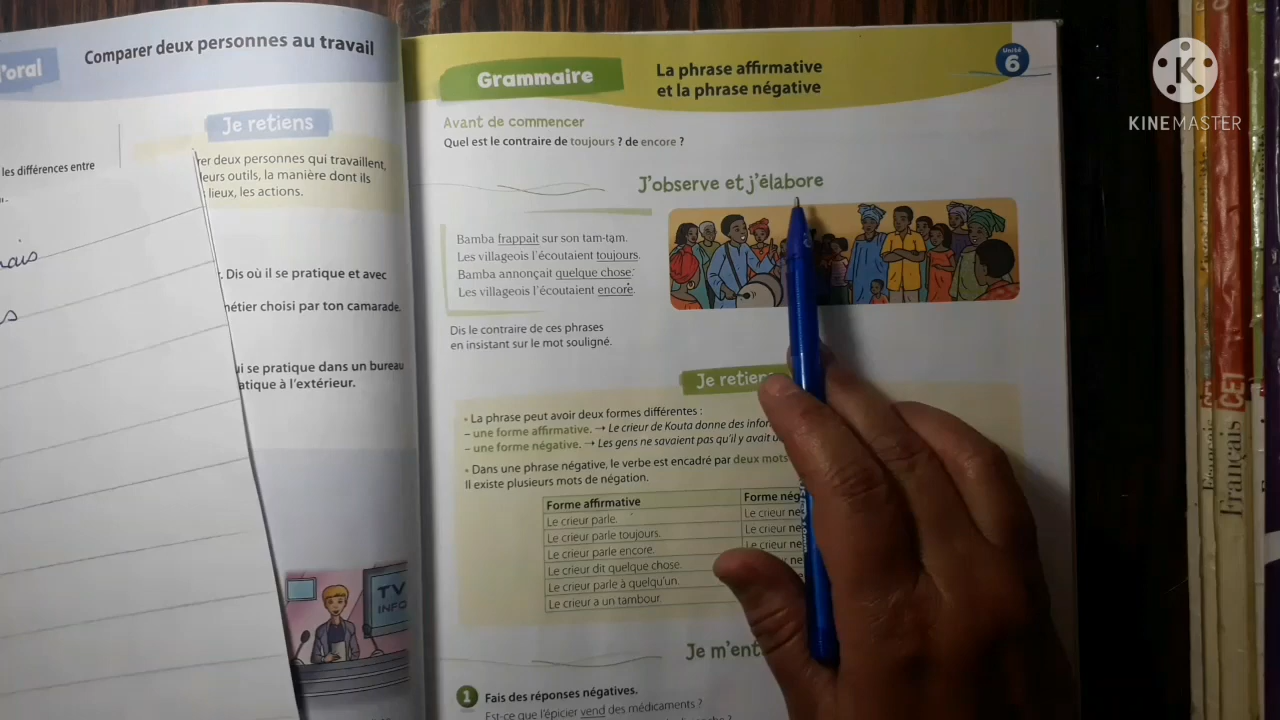 l'oral
Comparer deux personnes au travail
Je retiens
les différences entre
rer deux personnes qui travaillent,
leurs outils, la manière dont ils
lieux, les actions.
Dis où il se pratique et avec
métier choisi par ton camarade.
ui se pratique dans un bureau
atique à l'extérieur.
TV
INFO
Grammaire
La phrase affirmative
et la phrase négative
Unité
6
Avant de commencer
Quel est le contraire de toujours ? de encore ?
J'observe et j'élabore
Bamba frappait sur son tam-tam.
Les villageois l'écoutaient toujours.
Bamba annonçait quelque chose.
Les villageois l'écoutaient encore.
Dis le contraire de ces phrases
en insistant sur le mot souligné.
Je retiens
• La phrase peut avoir deux formes différentes :
– une forme affirmative. → Le crieur de Kouta donne des infor
– une forme négative. → Les gens ne savaient pas qu'il y avait
• Dans une phrase négative, le verbe est encadré par deux mots
Il existe plusieurs mots de négation.
Forme affirmative
Forme nég
Le crieur parle.
Le crieur ne
Le crieur parle toujours.
Le crieur ne
Le crieur parle encore.
Le crieur ne
Le crieur dit quelque chose.
ne
Le crieur parle à quelqu'un.
Le crieur a un tambour.
Je m'ent
1 Fais des réponses négatives.
Est-ce que l'épicier vend des médicaments ?
KINEMASTER
Français
CE1